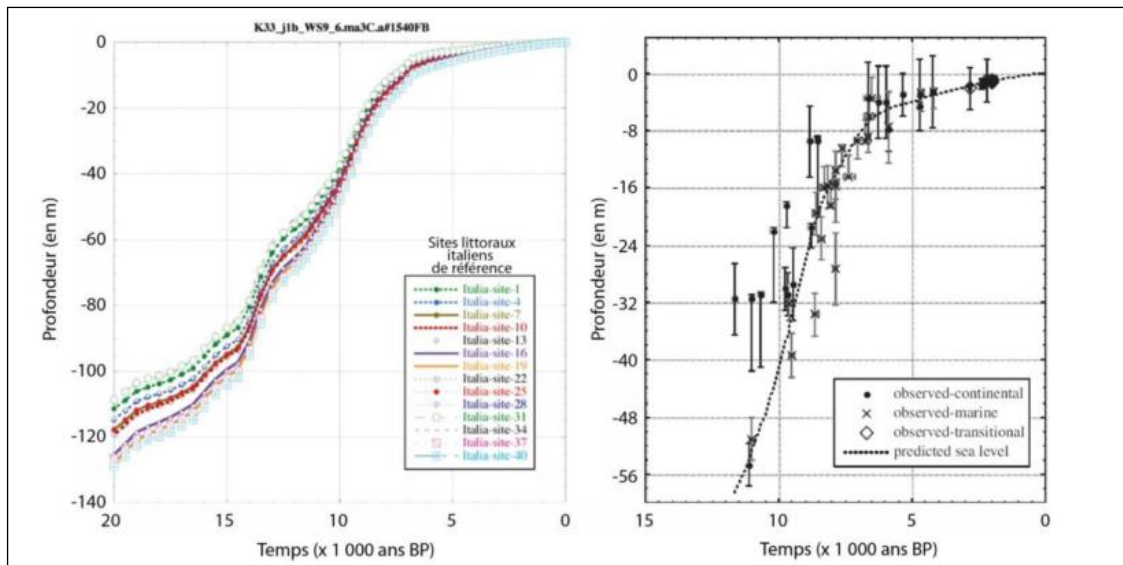 K33_j1b_WS9_6.ma3C.a#1540FB
Profondeur (en m)
0
-20
-40
-60
-80
-100
-120
-140
Sites littoraux
italiens
de référence
Italia-site-1
Italia-site-4
Italia-site-7
Italia-site-10
Italia-site-13
Italia-site-16
Italia-site-19
Italia-site-22
Italia-site-25
Italia-site-28
Italia-site-31
Italia-site-34
Italia-site-37
Italia-site-40
20 15 10 5 0
Temps (x 1 000 ans BP)
Profondeur (en m)
0
-8
-16
-24
-32
-40
-48
-56
observed-continental
observed-marine
observed-transitional
predicted sea level
15 10 5 0
Temps (x 1 000 ans BP)